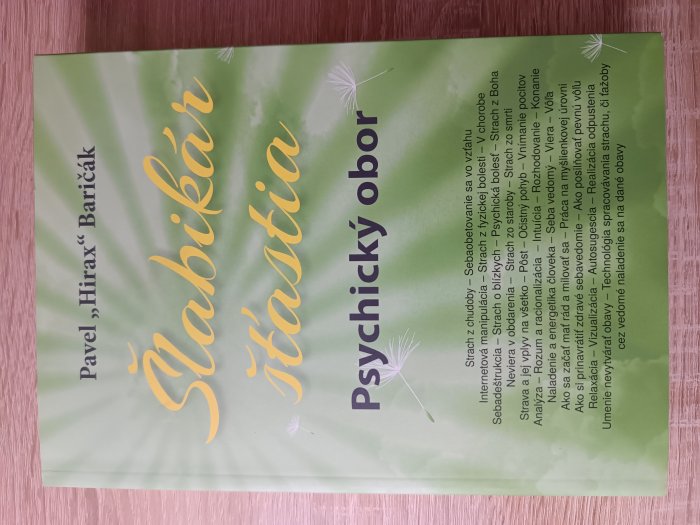 Pavel „Hirax“ Baričák
Šlabikár
šťastia
Psychický obor
Strach z chudoby – Sebaobetovanie sa vo vzťahu
Internetová manipulácia – Strach z fyzickej bolesti – V chorobe
Sebadeštrukcia – Strach o blízkych – Psychická bolesť – Strach z Boha
Neviera v obdarenia – Strach zo staroby – Strach zo smrti
Strava a jej vplyv na všetko – Pôst – Očistný pohyb – Vnímanie pocitov
Analýza – Rozum a racionalizácia – Intuícia – Rozhodovanie – Konanie
Naladenie a energetika človeka – Seba vedomý – Viera – Vôľa
Ako sa začať mať rád a milovať sa – Práca na myšlienkovej úrovni
Ako si prinavrátiť zdravé sebavedomie – Ako posilňovať pevnú vôľu
Relaxácia – Vizualizácia – Autosugescia – Realizácia odpustenia
Umenie nevytvárať obavy – Technológia spracovávania strachu, či ťažoby
cez vedomé naladenie sa na dané obavy